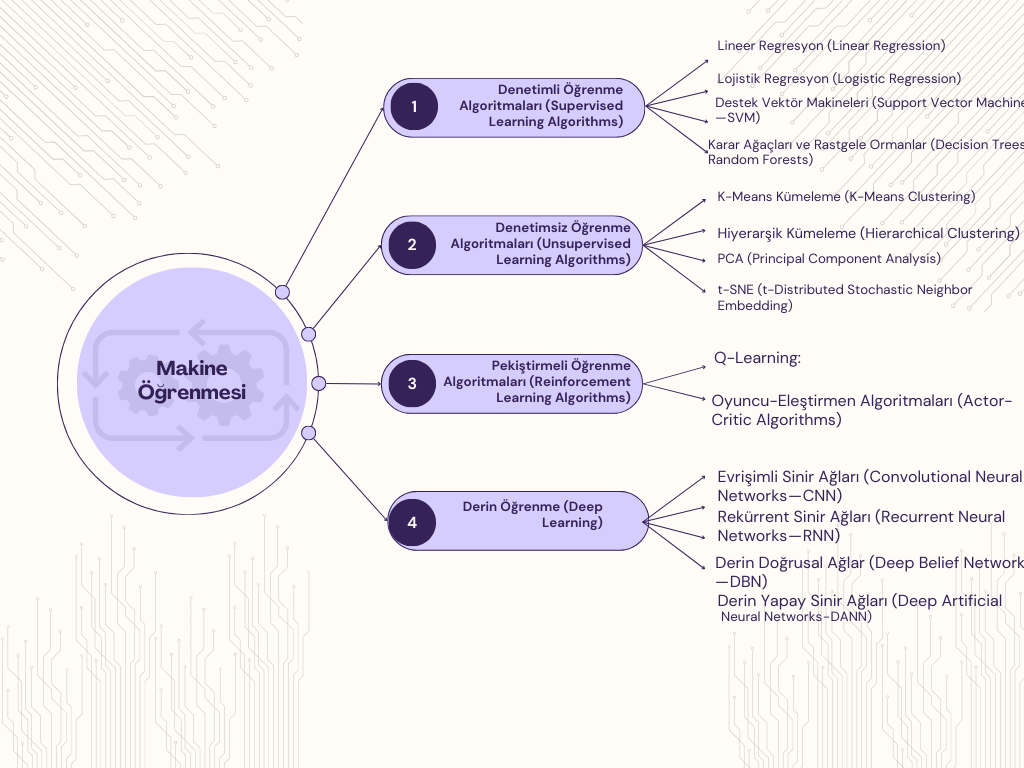 Makine
Öğrenmesi
1
Denetimli Öğrenme
Algoritmaları (Supervised
Learning Algorithms)
Lineer Regresyon (Linear Regression)
Lojistik Regresyon (Logistic Regression)
Destek Vektör Makineleri (Support Vector Machine
—SVM)
Karar Ağaçları ve Rastgele Ormanlar (Decision Trees
Random Forests)
2
Denetimsiz Öğrenme
Algoritmaları (Unsupervised
Learning Algorithms)
K-Means Kümeleme (K-Means Clustering)
Hiyerarşik Kümeleme (Hierarchical Clustering)
PCA (Principal Component Analysis)
t-SNE (t-Distributed Stochastic Neighbor
Embedding)
3
Pekiştirmeli Öğrenme
Algoritmaları (Reinforcement
Learning Algorithms)
Q-Learning:
Oyuncu-Eleştirmen Algoritmaları (Actor-
Critic Algorithms)
4
Derin Öğrenme (Deep
Learning)
Evrişimli Sinir Ağları (Convolutional Neural
Networks—CNN)
Rekürrent Sinir Ağları (Recurrent Neural
Networks—RNN)
Derin Doğrusal Ağlar (Deep Belief Network
—DBN)
Derin Yapay Sinir Ağları (Deep Artificial
Neural Networks-DANN)